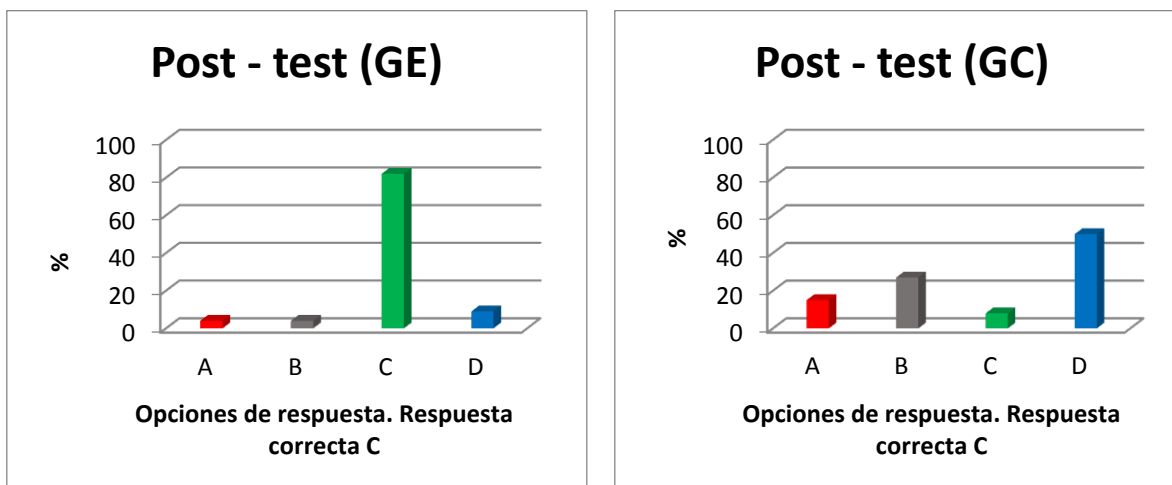 Post - test (GE)
100
80
60
40
20
0
%
A B C D
Opciones de respuesta. Respuesta
correcta C
Post - test (GC)
100
80
60
40
20
0
%
A B C D
Opciones de respuesta. Respuesta
correcta C